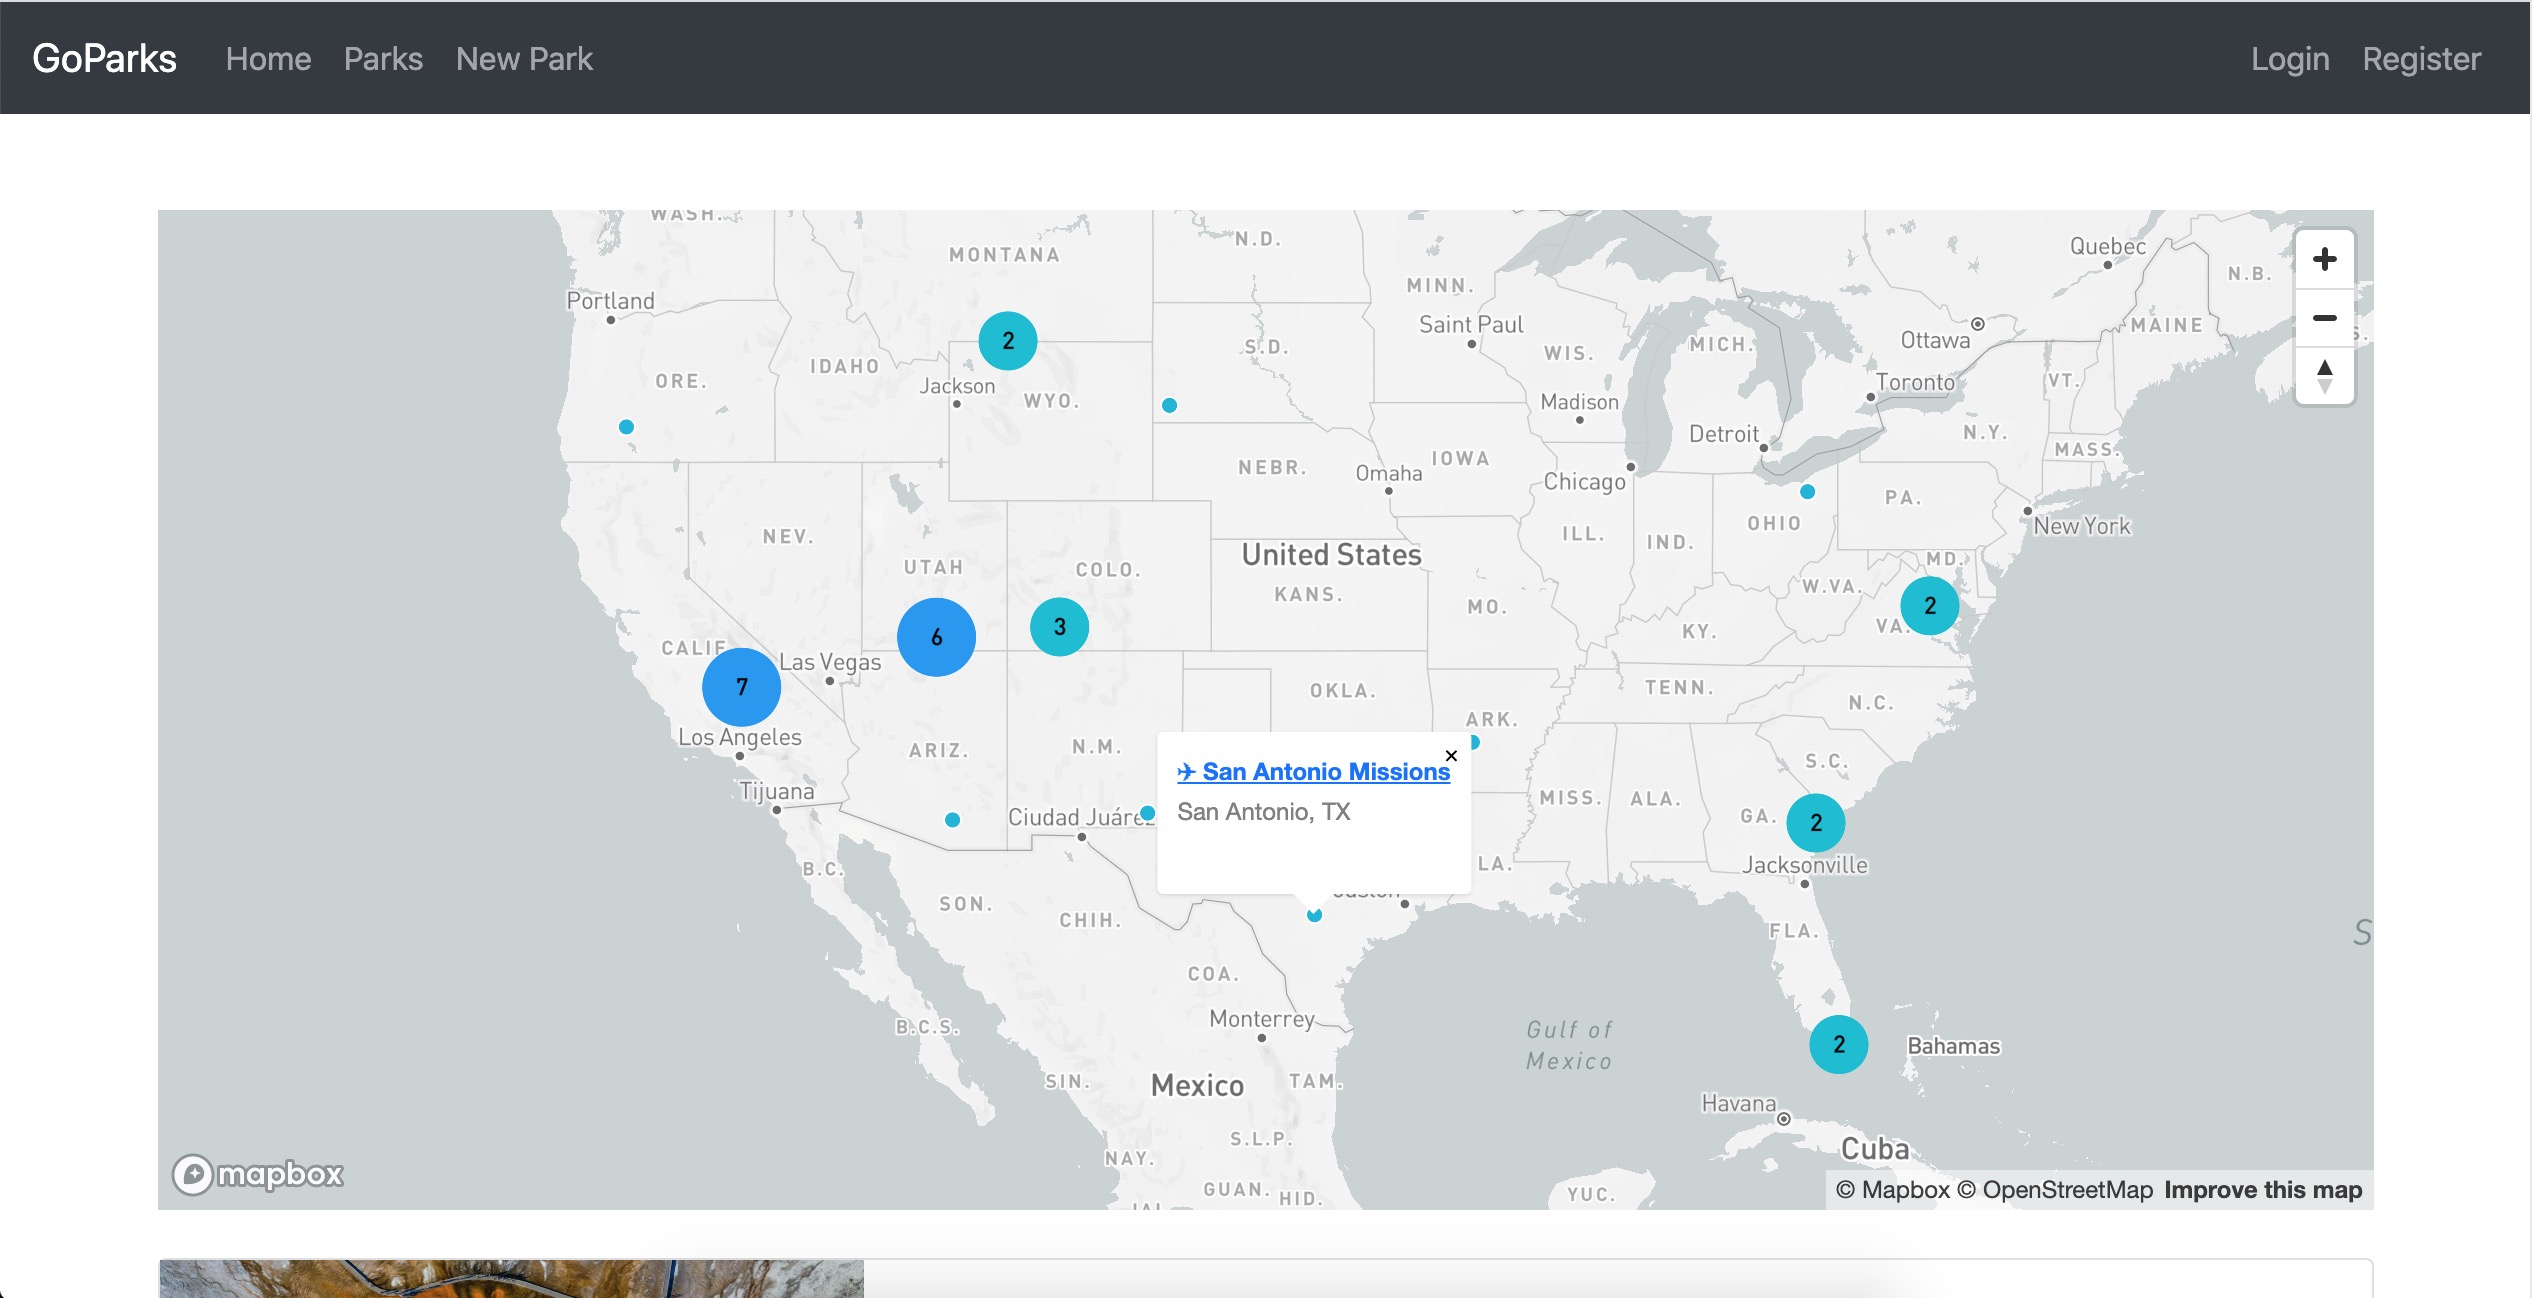 GoParks Home Parks New Park Login Register
WASH.
MONTANA
N.D.
MINN.
Quebec
N.B.
Portland
Saint Paul
Ottawa
MAINE
2
S.D.
WIS.
MICH.
IDAHO
Jackson
ORE.
WYO.
Madison
Toronto
VT.
Detroit
N.Y.
MASS.
NEBR.
Omaha
IOWA
Chicago
PA.
NEV.
OHIO
New York
ILL.
IND.
United States
UTAH
COLO.
KANS.
MD.
W.VA.
MO.
2
VA.
6
3
KY.
CALIF.
Las Vegas
7
OKLA.
TENN.
N.C.
Los Angeles
ARIZ.
N.M.
ARK.
S.C.
×
✈ San Antonio Missions
San Antonio, TX
Tijuana
Ciudad Juárez
MISS.
ALA.
GA.
2
B.C.
LA.
Jacksonville
SON.
CHIH.
FLA.
S
COA.
Monterrey
B.C.S.
Gulf of
Mexico
2
Bahamas
SIN.
Mexico
TAM.
Havana
S.L.P.
Cuba
NAY.
GUAN.
HID.
YUC.
mapbox
© Mapbox © OpenStreetMap Improve this map